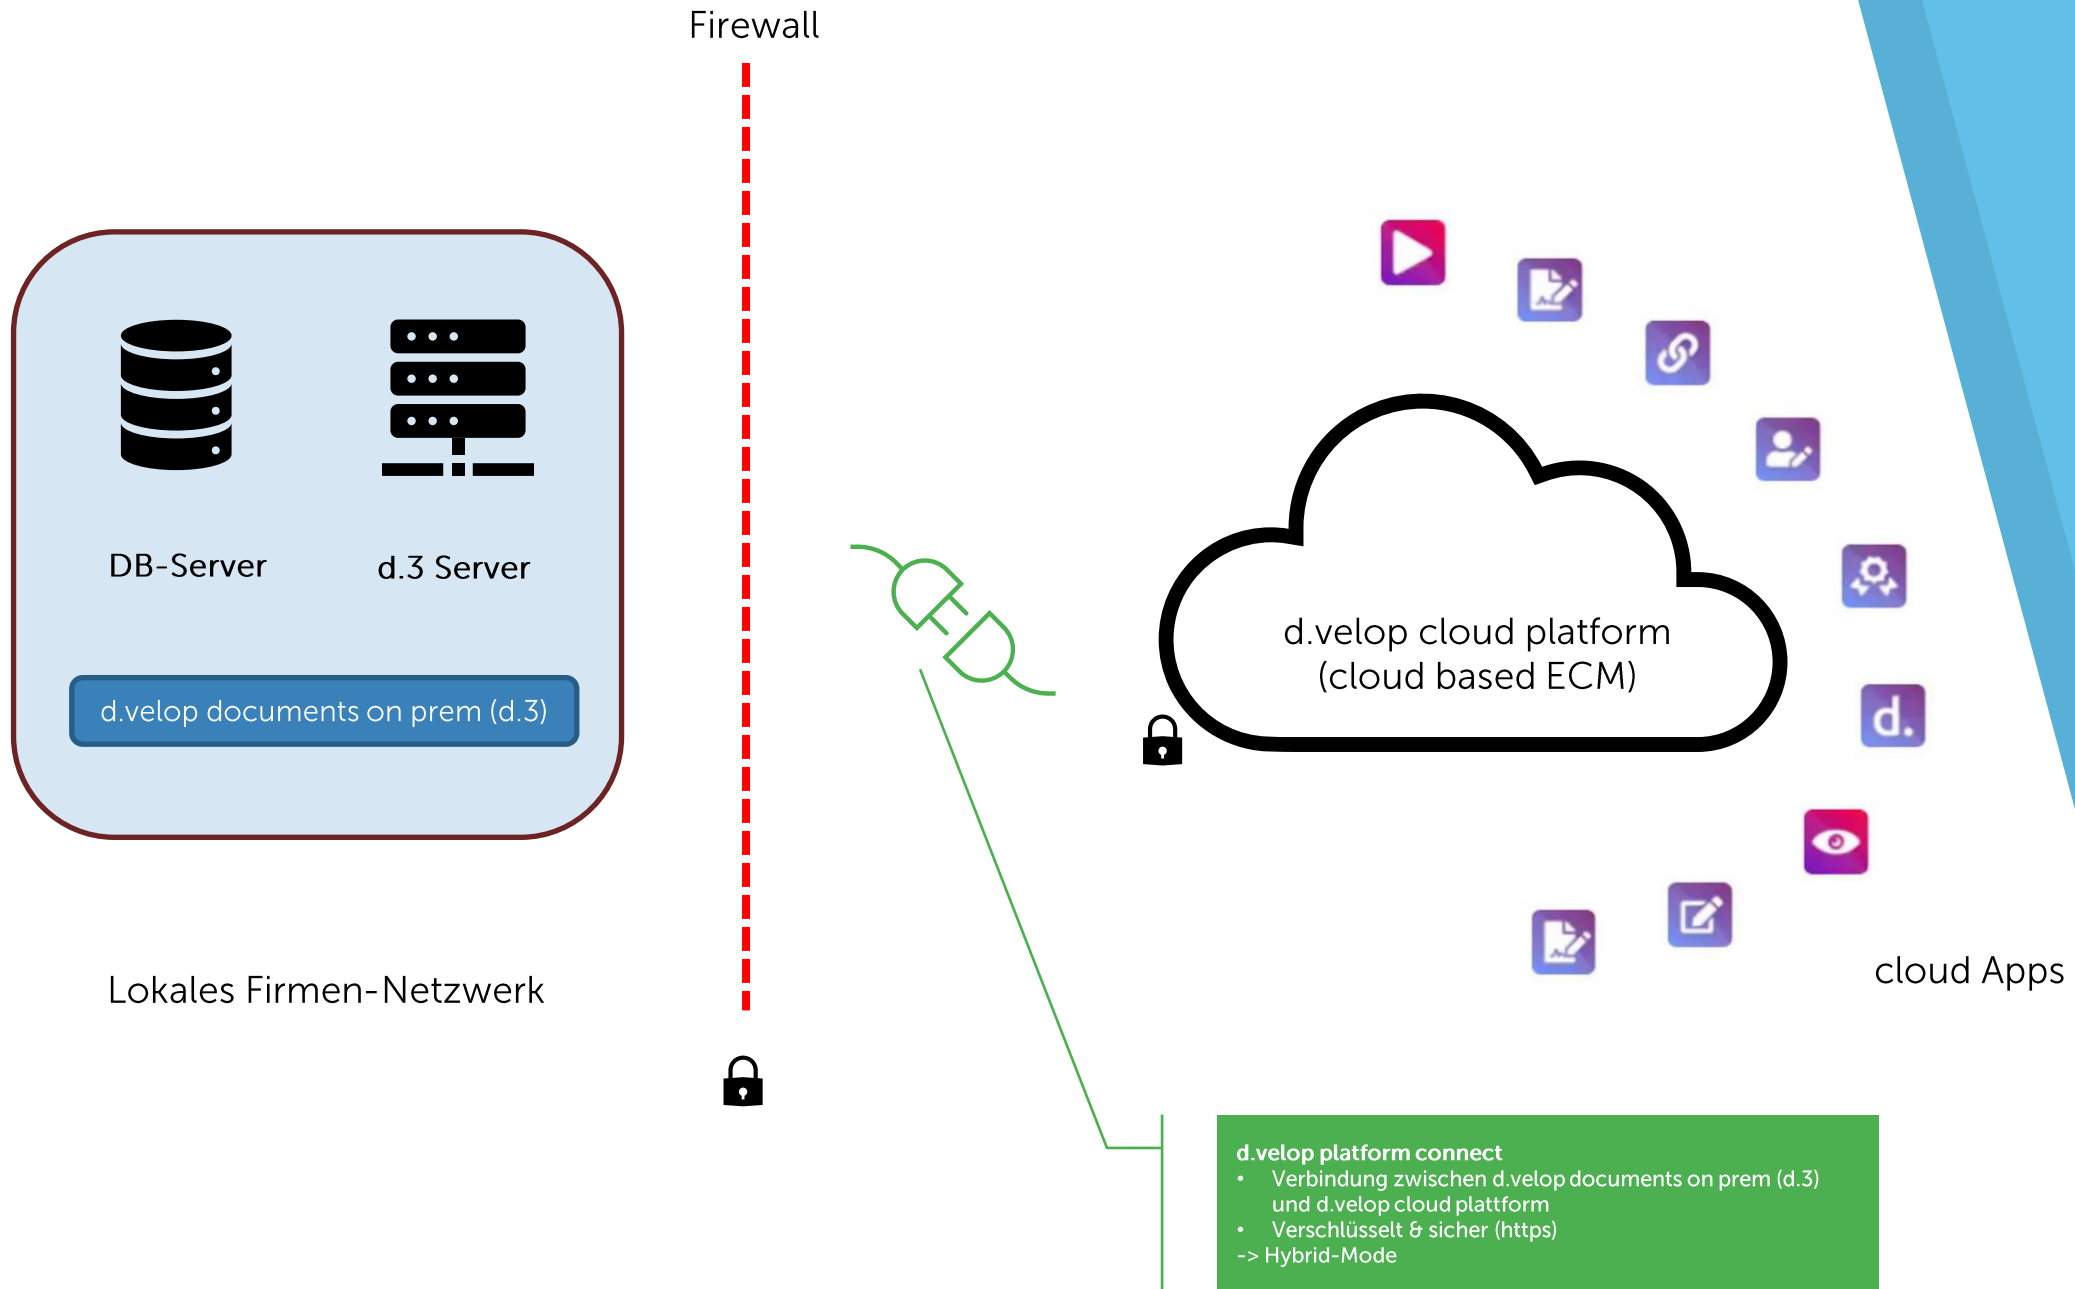 Firewall
DB-Server
d.3 Server
d.velop documents on prem (d.3)
Lokales Firmen-Netzwerk
d.velop cloud platform
(cloud based ECM)
d.
cloud Apps
d.velop platform connect
• Verbindung zwischen d.velop documents on prem (d.3)
und d.velop cloud plattform
• Verschlüsselt & sicher (https)
-> Hybrid-Mode